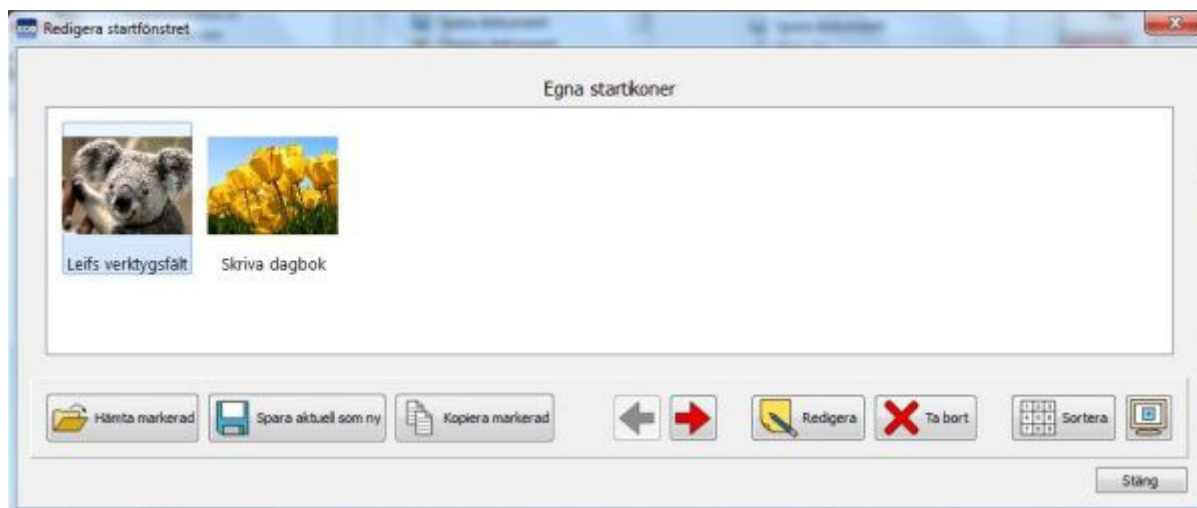 Redigera startfönstret
Egna startikoner
Leifs verktygsfält
Skriva dagbok
Hämta markerad
Spara aktuell som ny
Kopiera markerad
Redigera
Ta bort
Sortera
Stäng